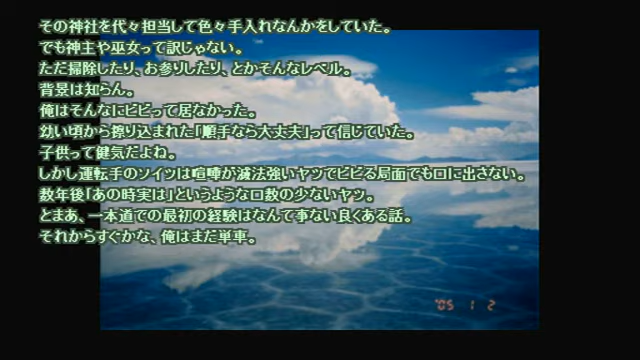 その神社を代々担当して色々手入れなんかをしていた。
でも神主や巫女って訳じゃない。
ただ掃除したり、お参りしたり、とかそんなレベル。
背景は知らん。
俺はそんなにビビって居なかった。
幼い頃から擦り込まれた「順手なら大丈夫」って信じていた。
子供って健気だよね。
しかし運転手のソイツは喧嘩が滅法強いヤツでビビる局面でも口に出さない。
数年後「あの時実は」というような口数の少ないヤツ。
とまあ、一本道での最初の経験はなんて事ない良くある話。
それからすぐかな、俺はまだ単車。
'05 1 2